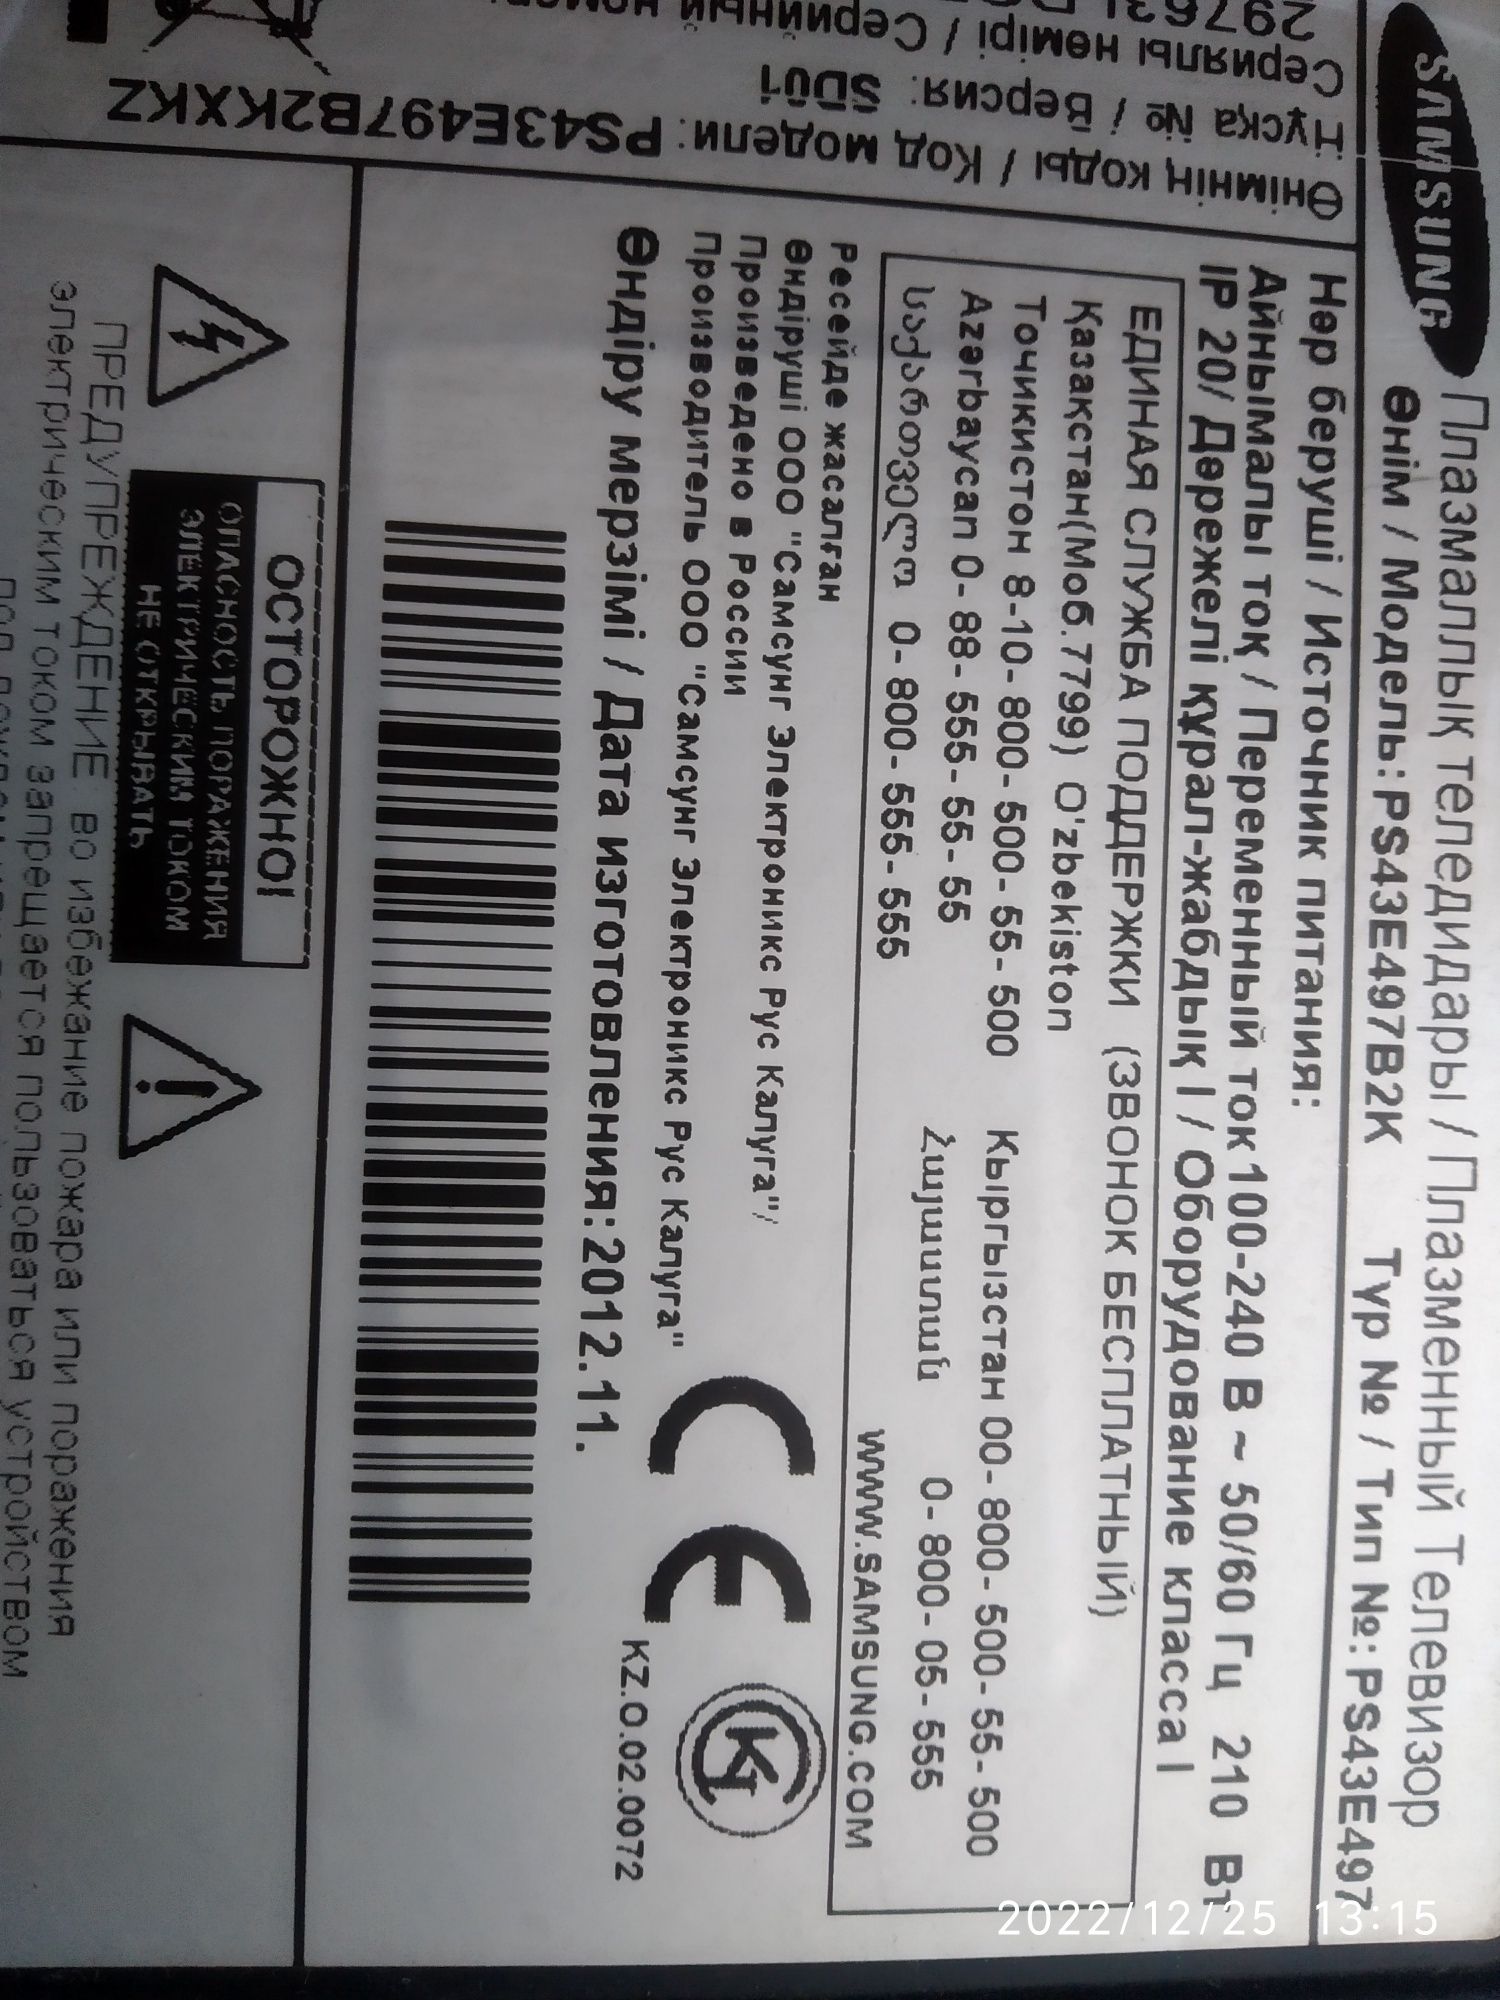 SAMSUNG
Плазмаллық теледидары / Плазменный Телевизор
Өнім / Модель: PS43E497B2K Түр № / Тип №: PS43E497
Нәр беруші / Источник питания:
Айнымалы ток / Переменный ток 100-240 В ~ 50/60 Гц 210 Вт
IP 20/ Дәрежелі құрал-жабдық I / Оборудование класса I
ЕДИНАЯ СЛУЖБА ПОДДЕРЖКИ (ЗВОНОК БЕСПЛАТНЫЙ)
Қазақстан(Моб.7799) O'zbekiston
Точикистон 8-10-800-500-55-500 Кыргызстан 00-800-500-55-500
Azərbaycan 0-88-555-55-55 Հայաստան 0-800-05-555
საქართველო 0-800-555-555
WWW.SAMSUNG.COM
Ресейде жасалған
Өндіруші ООО "Самсунг Электроникс Рус Калуга"/
Произведено в России
Производитель ООО "Самсунг Электроникс Рус Калуга"
Өндіру мерзімі / Дата изготовления: 2012.11.
CE
KZ.O.02.0072
Өнімнің коды / Код модели: PS43E497B2KXKZ
Нұсқа № / Версия: SD01
Сериялы нөмірі / Серийный
ОСТОРОЖНО!
ОПАСНОСТЬ ПОРАЖЕНИЯ
ЭЛЕКТРИЧЕСКИМ ТОКОМ
НЕ ОТКРЫВАТЬ
ПРЕДУПРЕЖДЕНИЕ: ВО избежание пожара или поражения
электрическим током запрещается пользоваться устройством
2022/12/25 13:15